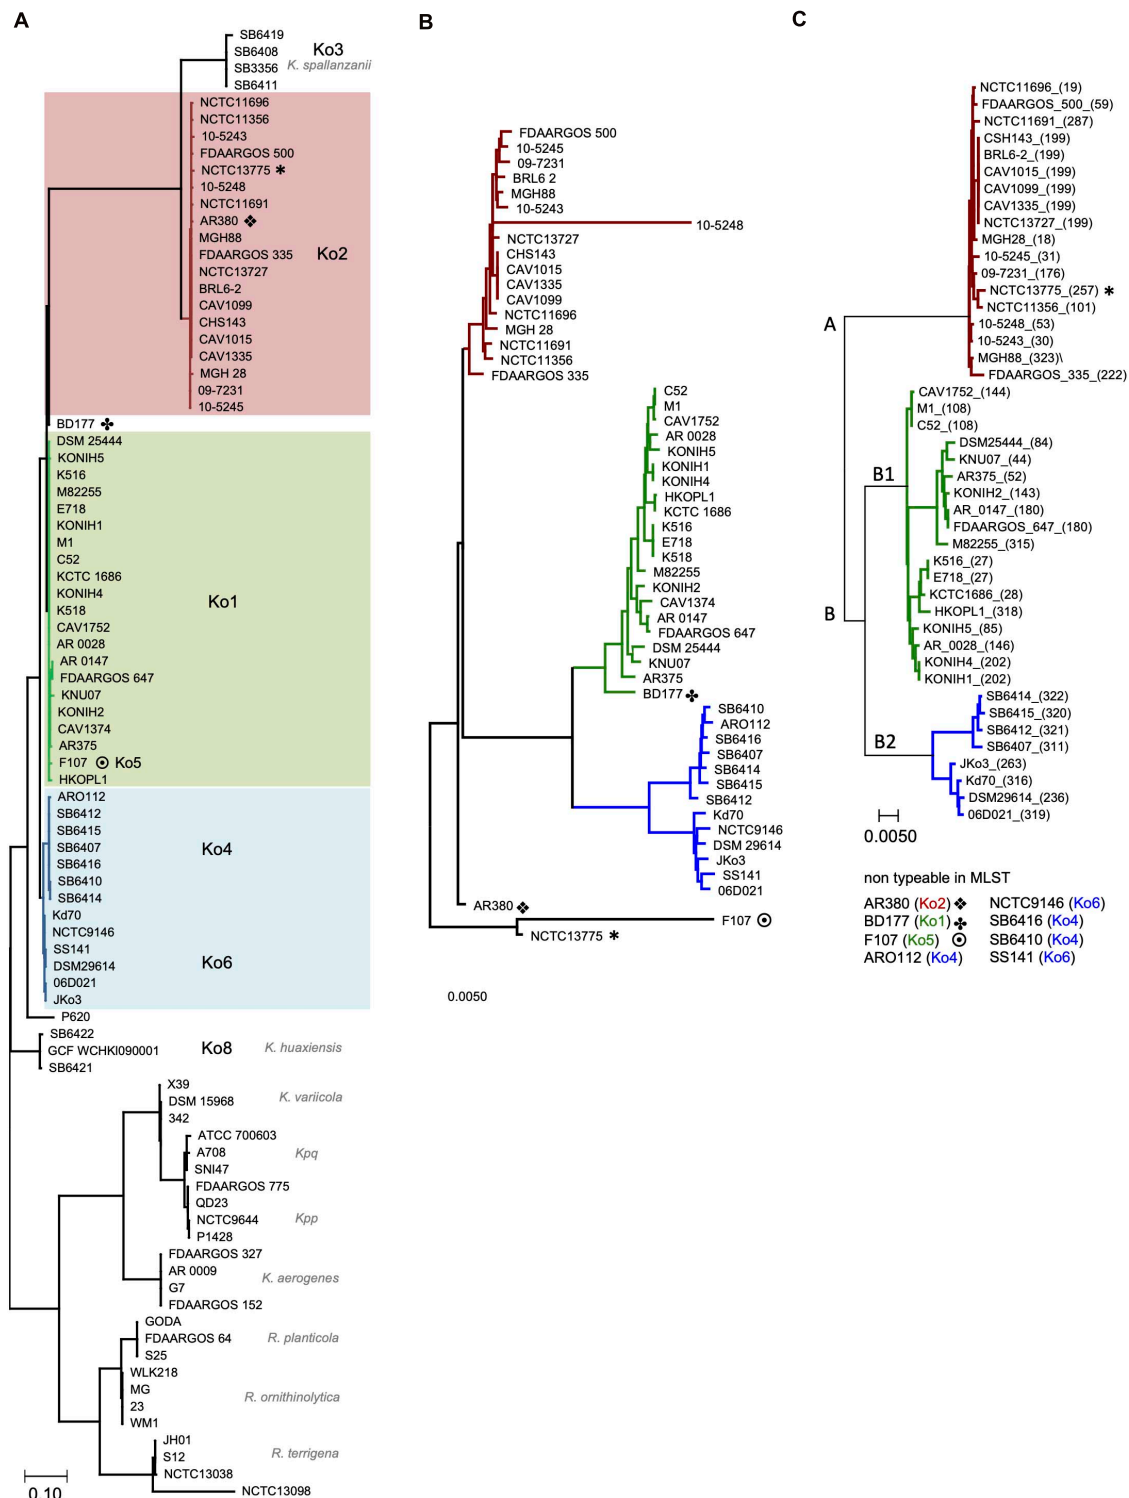 A
SB6419
SB6408
SB3356
SB6411
Ko3
K. spallanzanii
NCTC11696
NCTC11356
10-5243
FDAARGOS 500
NCTC13775 *
10-5248
NCTC11691
AR380 ❖
MGH88
FDAARGOS 335
NCTC13727
BRL6-2
CAV1099
CHS143
CAV1015
CAV1335
MGH 28
09-7231
10-5245
Ko2
BD177 ✣
DSM 25444
KONIH5
K516
M82255
E718
KONIH1
M1
C52
KCTC 1686
KONIH4
K518
CAV1752
AR 0028
AR 0147
FDAARGOS 647
KNU07
KONIH2
CAV1374
AR375
F107 ⊙ Ko5
HKOPL1
Ko1
ARO112
SB6412
SB6415
SB6407
SB6416
SB6410
SB6414
Ko4
Kd70
NCTC9146
SS141
DSM29614
06D021
JKo3
Ko6
P620
SB6422
GCF WCHKI090001
SB6421
Ko8
K. huaxiensis
X39
DSM 15968
342
K. variicola
ATCC 700603
A708
SNI47
Kpq
FDAARGOS 775
QD23
NCTC9644
P1428
Kpp
FDAARGOS 327
AR 0009
G7
FDAARGOS 152
K. aerogenes
GODA
FDAARGOS 64
S25
R. planticola
WLK218
MG
23
WM1
R. ornithinolytica
JH01
S12
NCTC13038
R. terrigena
NCTC13098
0.10
B
FDAARGOS 500
10-5245
09-7231
BRL6 2
MGH88
10-5243
10-5248
NCTC13727
CHS143
CAV1015
CAV1335
CAV1099
NCTC11696
MGH 28
NCTC11691
NCTC11356
FDAARGOS 335
C52
M1
CAV1752
AR 0028
KONIH5
KONIH1
KONIH4
HKOPL1
KCTC 1686
K516
E718
K518
M82255
KONIH2
CAV1374
AR 0147
FDAARGOS 647
DSM 25444
KNU07
AR375
BD177 ✣
SB6410
ARO112
SB6416
SB6407
SB6414
SB6415
SB6412
Kd70
NCTC9146
DSM 29614
JKo3
SS141
06D021
AR380 ❖
F107 ⊙
NCTC13775 *
0.0050
C
NCTC11696_(19)
FDAARGOS_500_(59)
NCTC11691_(287)
CSH143_(199)
BRL6-2_(199)
CAV1015_(199)
CAV1099_(199)
CAV1335_(199)
NCTC13727_(199)
MGH28_(18)
10-5245_(31)
09-7231_(176)
NCTC13775_(257) *
NCTC11356_(101)
10-5248_(53)
10-5243_(30)
MGH88_(323)\
FDAARGOS_335_(222)
A
CAV1752_(144)
M1_(108)
C52_(108)
DSM25444_(84)
KNU07_(44)
AR375_(52)
KONIH2_(143)
AR_0147_(180)
FDAARGOS_647_(180)
M82255_(315)
K516_(27)
E718_(27)
KCTC1686_(28)
HKOPL1_(318)
KONIH5_(85)
AR_0028_(146)
KONIH4_(202)
KONIH1_(202)
B1
B
SB6414_(322)
SB6415_(320)
SB6412_(321)
SB6407_(311)
JKo3_(263)
Kd70_(316)
DSM29614_(236)
06D021_(319)
B2
0.0050
non typeable in MLST
AR380 (Ko2) ❖ NCTC9146 (Ko6)
BD177 (Ko1) ✣ SB6416 (Ko4)
F107 (Ko5) ⊙ SB6410 (Ko4)
ARO112 (Ko4) SS141 (Ko6)